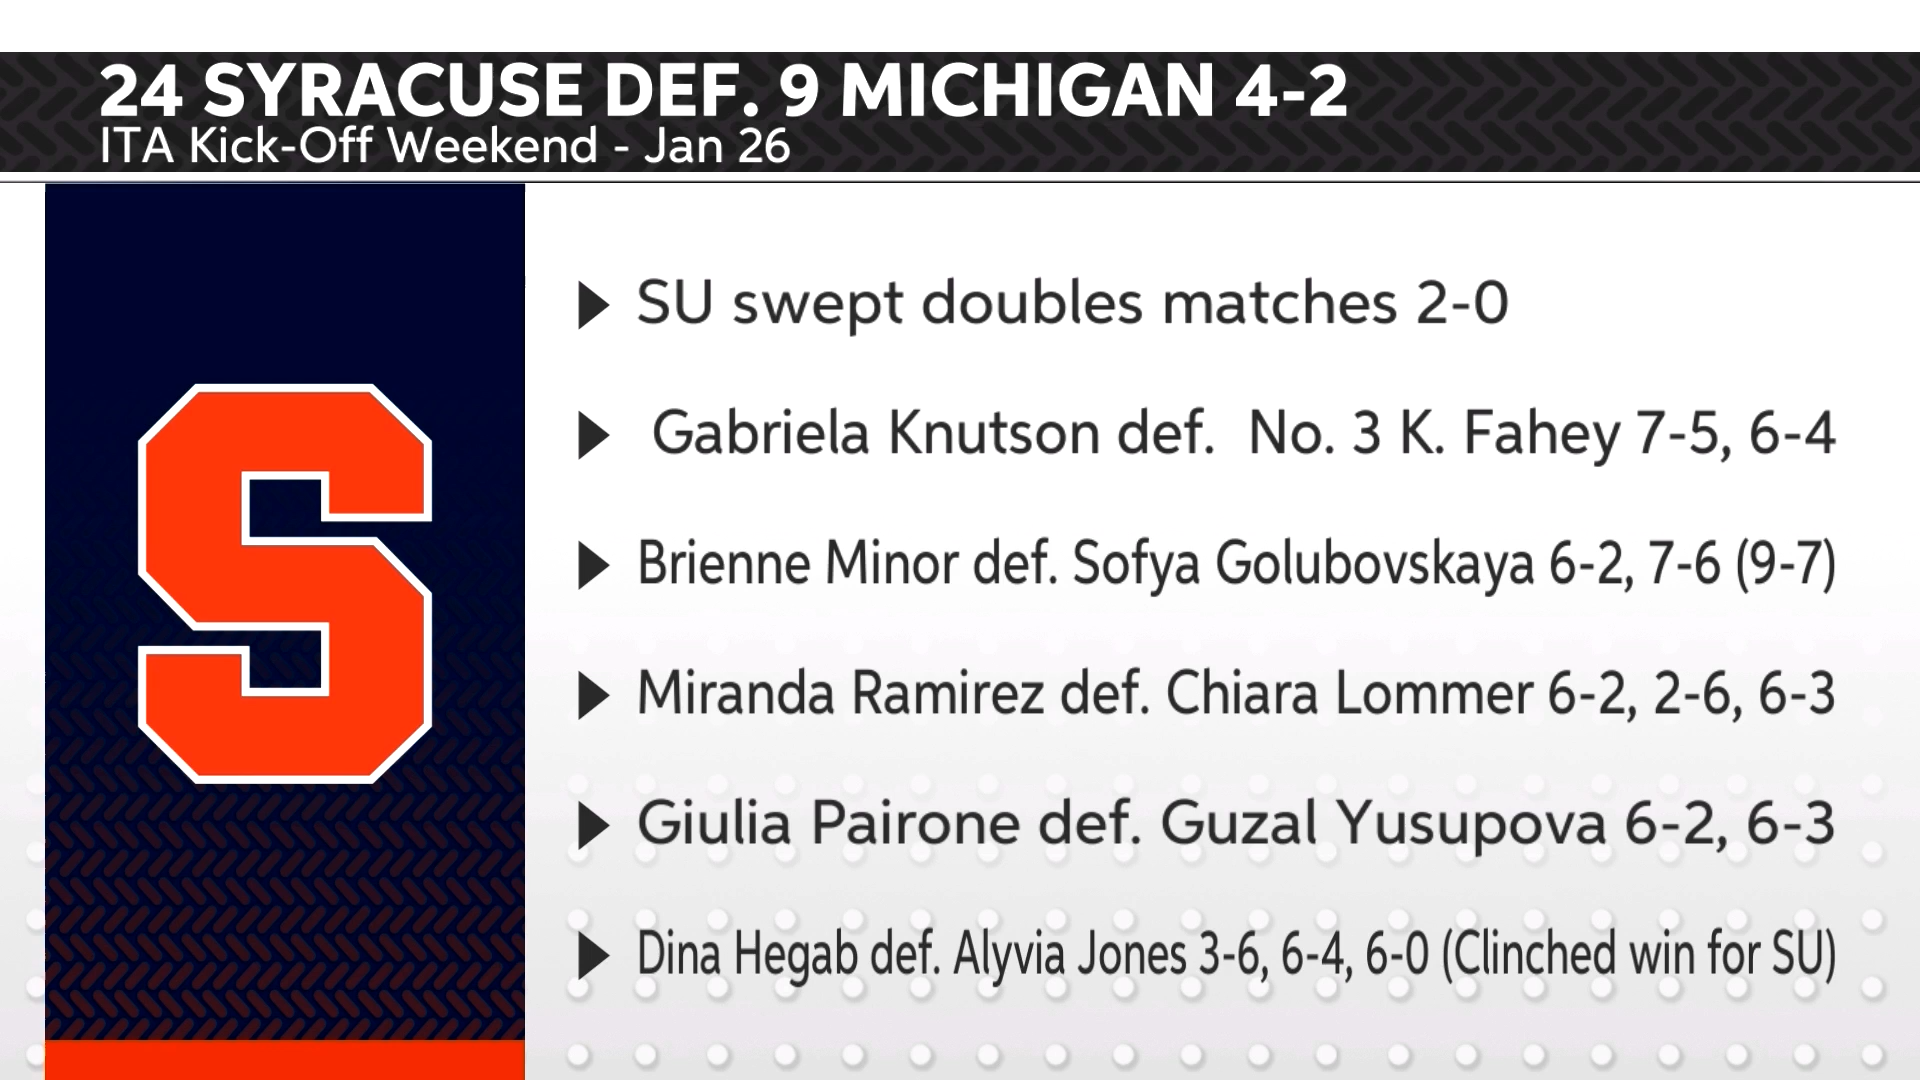 24 SYRACUSE DEF. 9 MICHIGAN 4-2
ITA Kick-Off Weekend - Jan 26
S
SU swept doubles matches 2-0
Gabriela Knutson def. No. 3 K. Fahey 7-5, 6-4
Brienne Minor def. Sofya Golubovskaya 6-2, 7-6 (9-7)
Miranda Ramirez def. Chiara Lommer 6-2, 2-6, 6-3
Giulia Pairone def. Guzal Yusupova 6-2, 6-3
Dina Hegab def. Alyvia Jones 3-6, 6-4, 6-0 (Clinched win for SU)